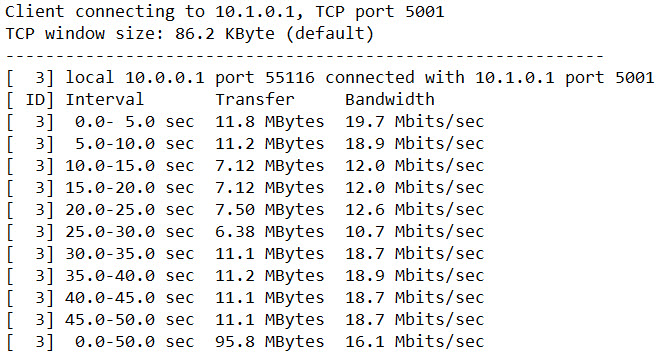 Client connecting to 10.1.0.1, TCP port 5001
TCP window size: 86.2 KByte (default)
------------------------------------------------------------
[  3] local 10.0.0.1 port 55116 connected with 10.1.0.1 port 5001
[ ID] Interval       Transfer     Bandwidth
[  3]  0.0- 5.0 sec  11.8 MBytes  19.7 Mbits/sec
[  3]  5.0-10.0 sec  11.2 MBytes  18.9 Mbits/sec
[  3] 10.0-15.0 sec  7.12 MBytes  12.0 Mbits/sec
[  3] 15.0-20.0 sec  7.12 MBytes  12.0 Mbits/sec
[  3] 20.0-25.0 sec  7.50 MBytes  12.6 Mbits/sec
[  3] 25.0-30.0 sec  6.38 MBytes  10.7 Mbits/sec
[  3] 30.0-35.0 sec  11.1 MBytes  18.7 Mbits/sec
[  3] 35.0-40.0 sec  11.2 MBytes  18.9 Mbits/sec
[  3] 40.0-45.0 sec  11.1 MBytes  18.7 Mbits/sec
[  3] 45.0-50.0 sec  11.1 MBytes  18.7 Mbits/sec
[  3]  0.0-50.0 sec  95.8 MBytes  16.1 Mbits/sec